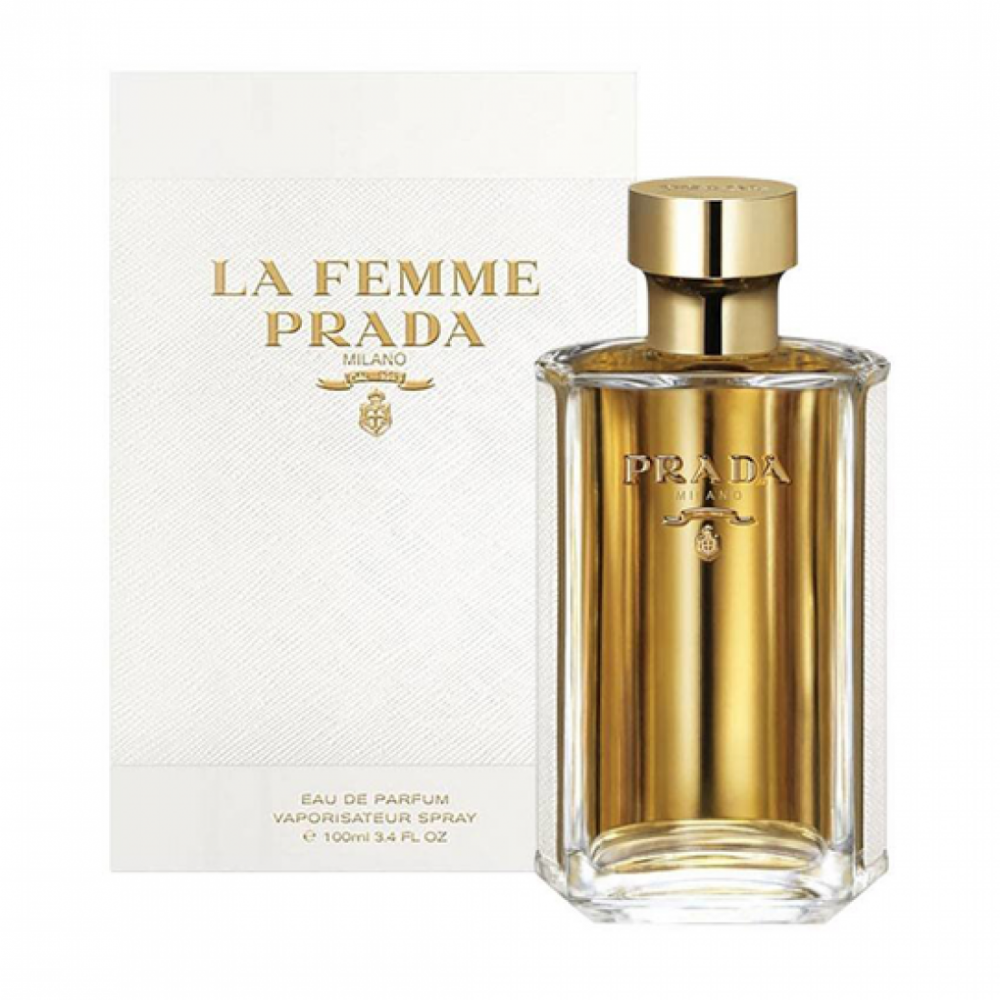 LA FEMME
PRADA
MILANO
EAU DE PARFUM
VAPORISATEUR SPRAY
℮ 100ml 3.4 FL OZ
PRADA
MILANO